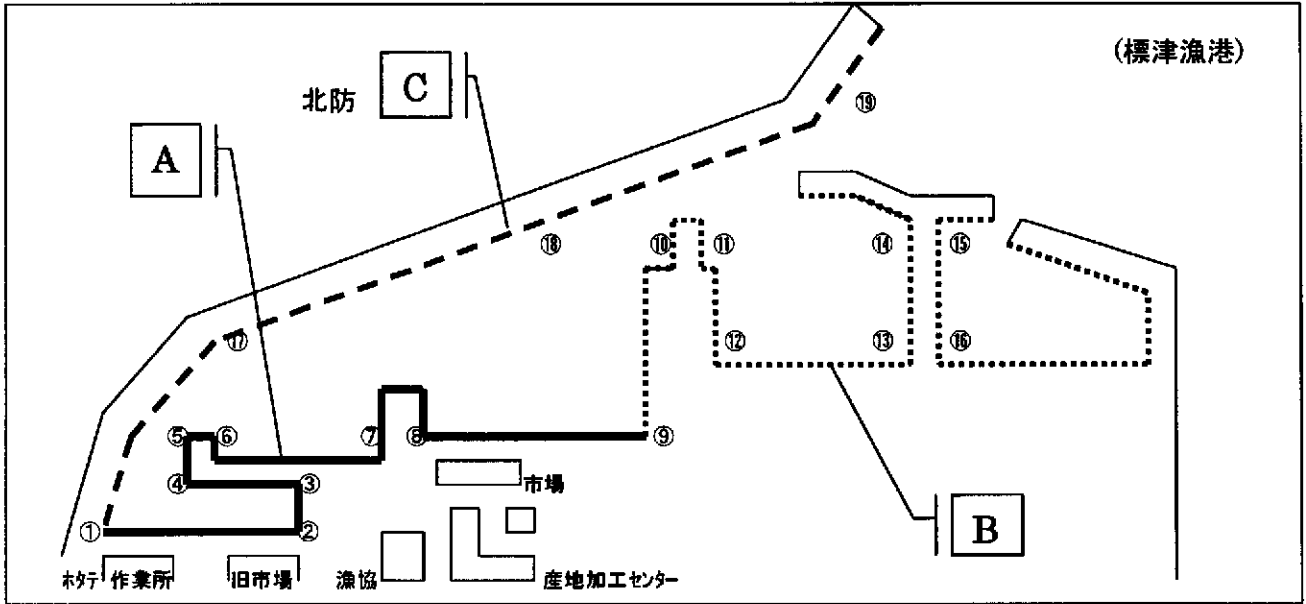 (標津漁港)
北防
C
A
⑲
⑱
⑩
⑪
⑭
⑮
⑰
⑫
⑬
⑯
⑤
⑥
⑦
⑧
⑨
④
③
市場
①
②
B
ホタテ 作業所
旧市場
漁協
産地加工センター